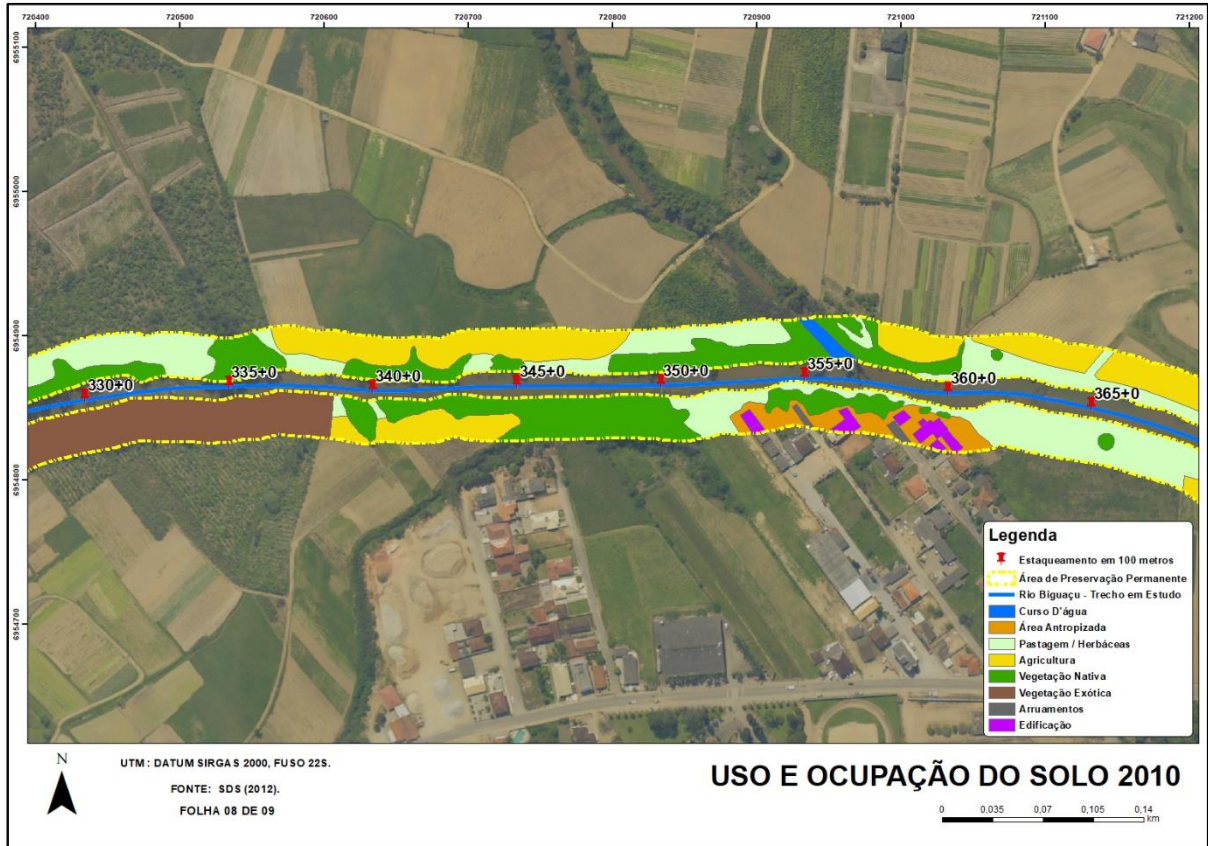 720400 720500 720600 720700 720800 720900 721000 721100 721200
6955100
6955000
6954900
6954800
6954700
330+0 335+0 340+0 345+0 350+0 355+0 360+0 365+0
Legenda
Estaqueamento em 100 metros
Área de Preservação Permanente
Rio Biguaçu - Trecho em Estudo
Curso D'água
Área Antropizada
Pastagem / Herbáceas
Agricultura
Vegetação Nativa
Vegetação Exótica
Arruamentos
Edificação
N
UTM: DATUM SIRGAS 2000, FUSO 22S.
FONTE: SDS (2012).
FOLHA 08 DE 09
USO E OCUPAÇÃO DO SOLO 2010
0 0,035 0,07 0,105 0,14
km